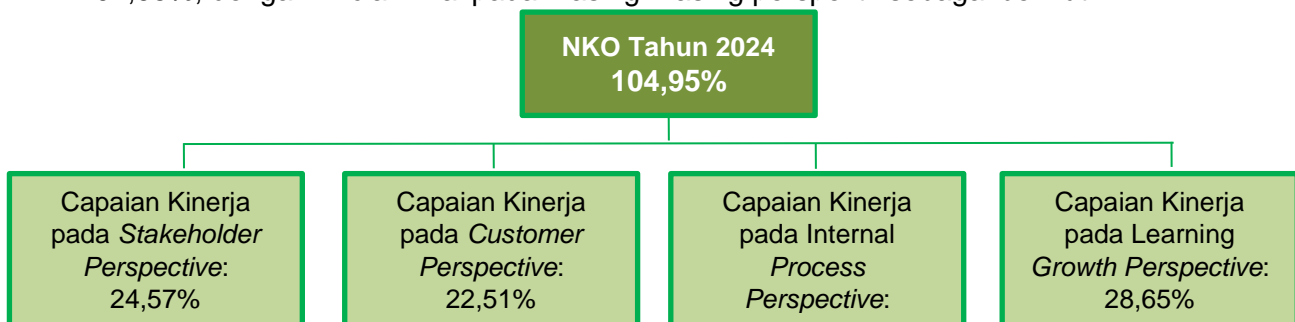 NKO Tahun 2024
104,95%
Capaian Kinerja
pada Stakeholder
Perspective:
24,57%
Capaian Kinerja
pada Customer
Perspective:
22,51%
Capaian Kinerja
pada Internal
Process
Perspective:
Capaian Kinerja
pada Learning
Growth Perspective:
28,65%